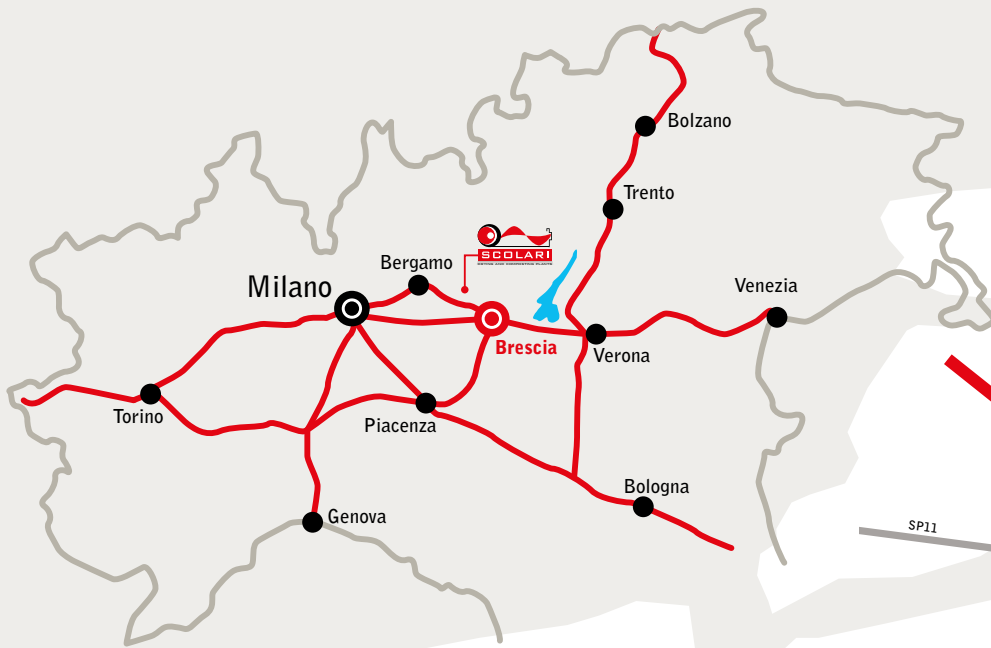 Bolzano
Trento
SCOLARI
Bergamo
Milano
Venezia
Brescia
Verona
Torino
Piacenza
Bologna
Genova
SP11